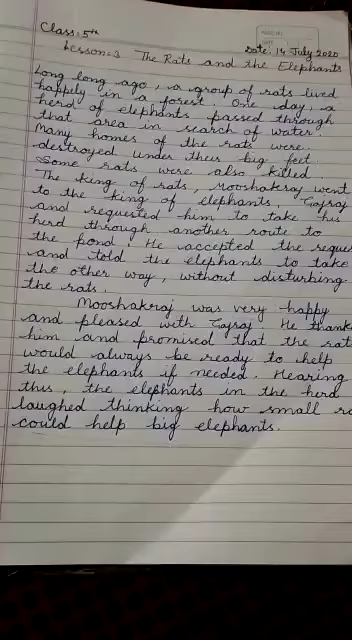 Class: 5th
Date: 14 July 2020
Lesson: 3 The Rats and the Elephants
Long long ago, a group of rats lived
happily in a forest. One day, a
herd of elephants passed through
that area in search of water.
Many homes of the rats were
destroyed under their big feet.
Some rats were also killed.
The king of rats, Mooshakraj went
to the king of elephants, Gajraj
and requested him to take his
herd through another route to
the pond. He accepted the reque
and told the elephants to take
the other way, without disturbing
the rats.
Mooshakraj was very happy
and pleased with Gajraj. He thank
him and promised that the rat
would always be ready to help
the elephants if needed. Hearing
this, the elephants in the herd
laughed thinking how small ra
could help big elephants.